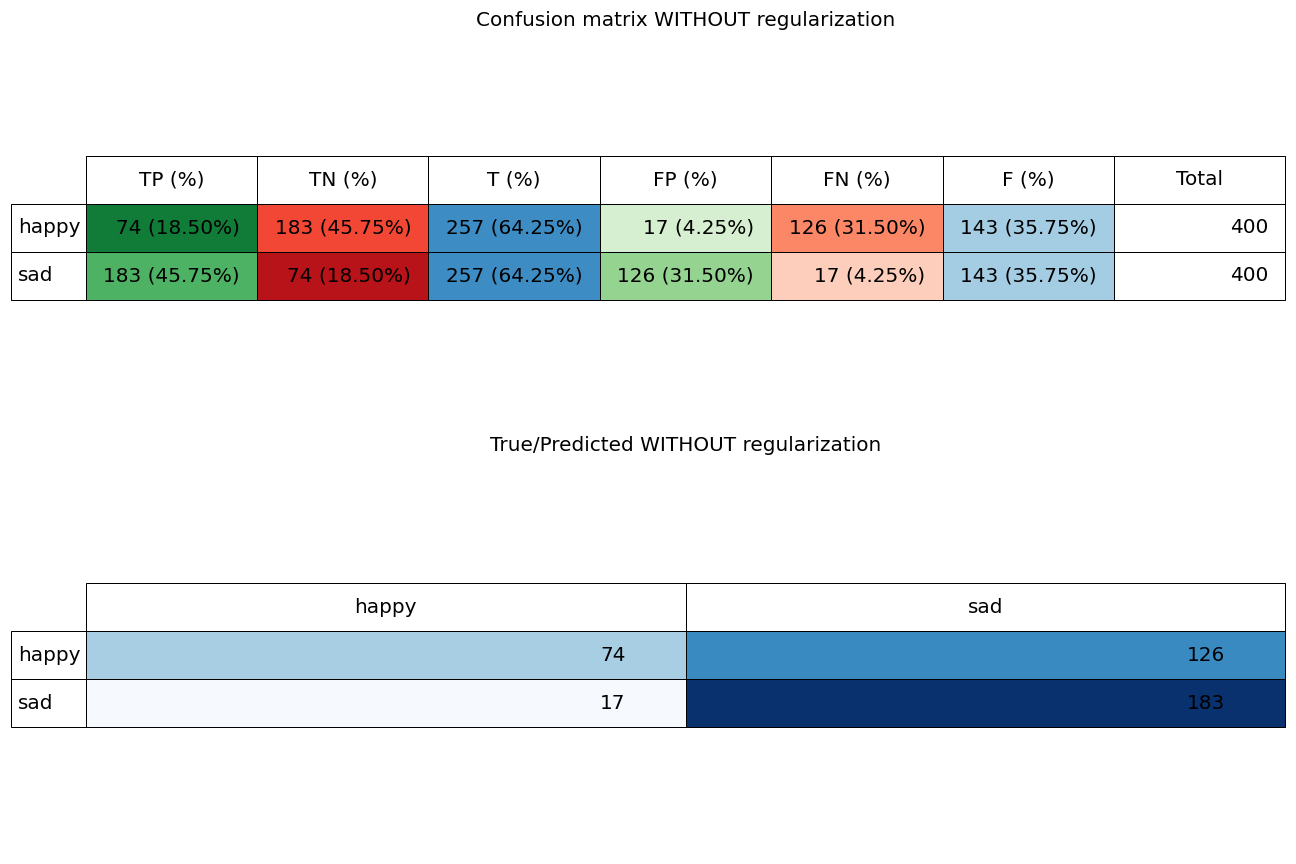 Confusion matrix WITHOUT regularization
TP (%) TN (%) T (%) FP (%) FN (%) F (%) Total
happy 74 (18.50%) 183 (45.75%) 257 (64.25%) 17 (4.25%) 126 (31.50%) 143 (35.75%) 400
sad 183 (45.75%) 74 (18.50%) 257 (64.25%) 126 (31.50%) 17 (4.25%) 143 (35.75%) 400
True/Predicted WITHOUT regularization
happy sad
happy 74 126
sad 17 183